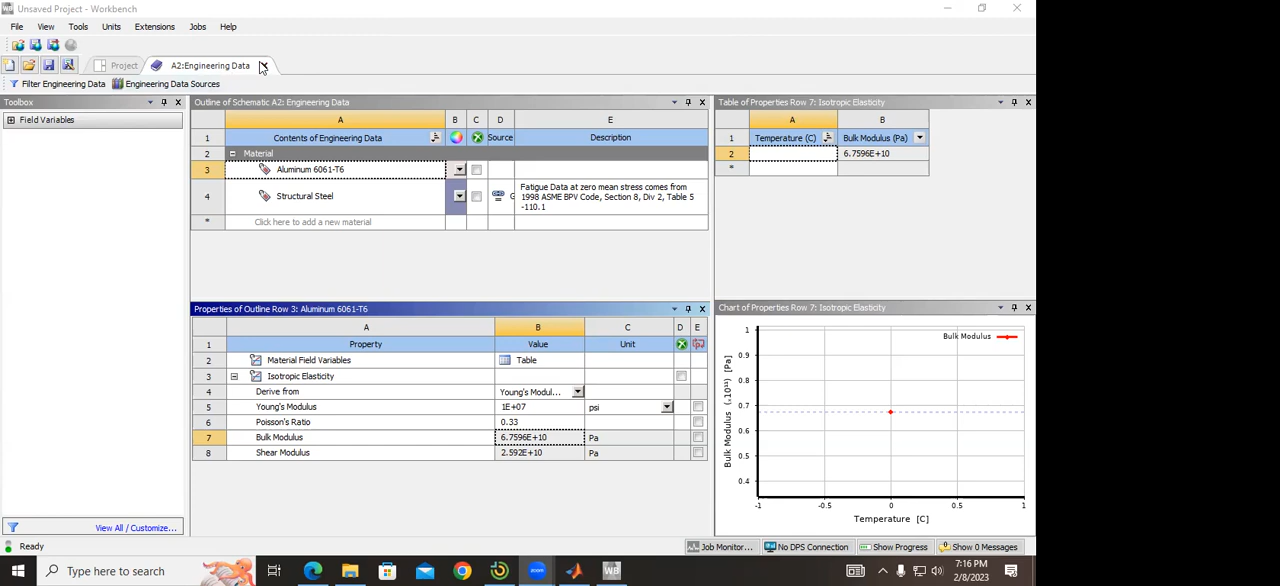 Unsaved Project - Workbench
File View Tools Units Extensions Jobs Help
Project A2:Engineering Data
Filter Engineering Data Engineering Data Sources
Toolbox
Field Variables
View All / Customize...
Outline of Schematic A2: Engineering Data
A B C D E
1 Contents of Engineering Data Source Description
2 Material
3 Aluminum 6061-T6
4 Structural Steel Fatigue Data at zero mean stress comes from
1998 ASME BPV Code, Section 8, Div 2, Table 5
-110.1
* Click here to add a new material
Properties of Outline Row 3: Aluminum 6061-T6
A B C D E
1 Property Value Unit
2 Material Field Variables Table
3 Isotropic Elasticity
4 Derive from Young's Modul...
5 Young's Modulus 1E+07 psi
6 Poisson's Ratio 0.33
7 Bulk Modulus 6.7596E+10 Pa
8 Shear Modulus 2.592E+10 Pa
Table of Properties Row 7: Isotropic Elasticity
A B
1 Temperature (C) Bulk Modulus (Pa)
2 6.7596E+10
*
Chart of Properties Row 7: Isotropic Elasticity
Bulk Modulus
1
0.9
0.8
0.7
0.6
0.5
0.4
Bulk Modulus (.10¹¹) [Pa]
-1 -0.5 0 0.5 1
Temperature [C]
Ready
Job Monitor... No DPS Connection Show Progress Show 0 Messages
Type here to search
7:16 PM
2/8/2023